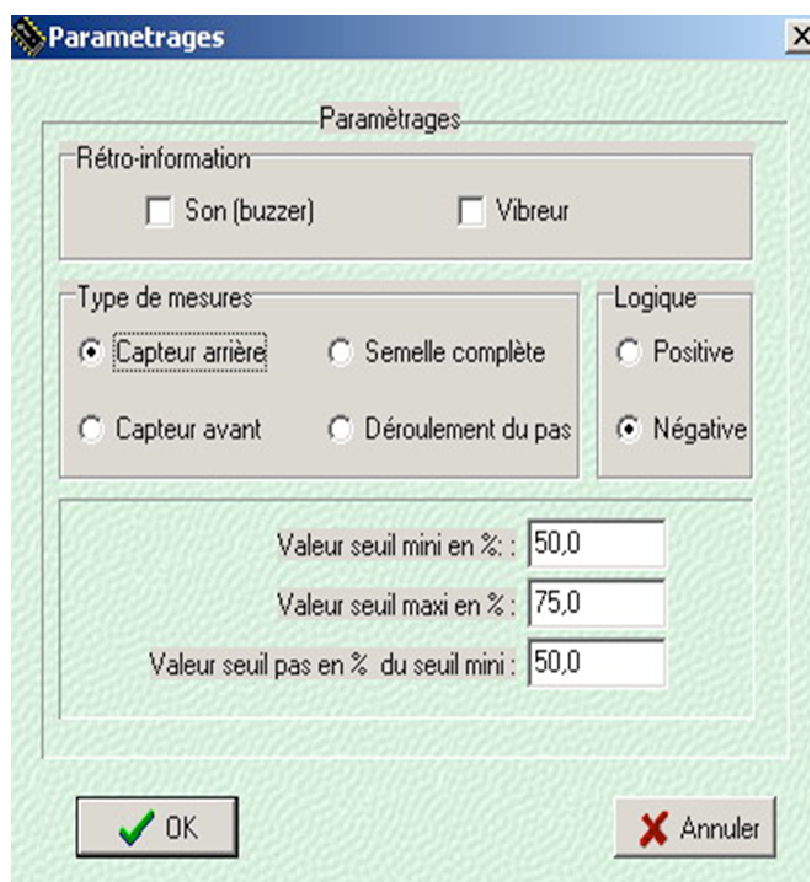 Parametrages
Paramètrages
Rétro-information
Son (buzzer) Vibreur
Type de mesures Logique
Capteur arrière Semelle complète Positive
Capteur avant Déroulement du pas Négative
Valeur seuil mini en %: : 50,0
Valeur seuil maxi en % : 75,0
Valeur seuil pas en % du seuil mini : 50,0
OK Annuler